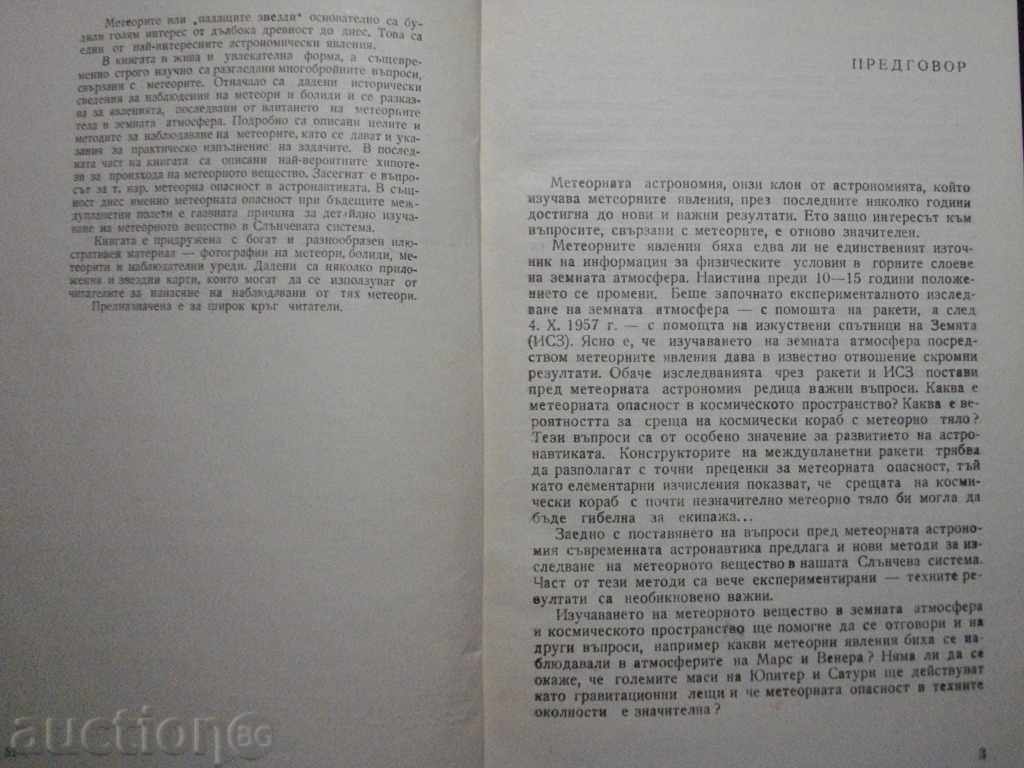 Метеорите или „падащите звезди" основателно са бу-
дили голям интерес от дълбока древност до днес. Това са
едни от най-интересните астрономически явления.
В книгата в жива и увлекателна форма, а същевре-
менно строго научно са разгледани многобройните въпроси,
свързани с метеорите. Отначало са дадени исторически
сведения за наблюдения на метеори и болиди и се разказ-
ва за явленията, последвани от влитането на метеорните
тела в земната атмосфера. Подробно са описани целите и
методите за наблюдаване на метеорите, като се дават и ука-
зания за практическо изпълнение на задачите. В послед-
ната част на книгата са описани най-вероятните хипоте-
зи за произхода на метеорното вещество. Засегнат е въпро-
сът за т. нар. метеорна опасност в астронавтиката. В същ-
ност днес именно метеорната опасност при бъдещите меж-
дупланетни полети е главната причина за детайлно изуча-
ване на метеорното вещество в Слънчевата система.
Книгата е придружена с богат и разнообразен илю-
стративен материал — фотографии на метеори, болиди, ме-
теорити и наблюдателни уреди. Дадени са няколко прило-
жения и звездни карти, които могат да се използуват от
читателите за нанасяне на наблюдавани от тях метеори.
Предназначена е за широк кръг читатели.
ПРЕДГОВОР
Метеорната астрономия, онзи клон от астрономията, който
изучава метеорните явления, през последните няколко години
достигна до нови и важни резултати. Ето защо интересът към
въпросите, свързани с метеорите, е отново значителен.
Метеорните явления бяха едва ли не единственият източ-
ник на информация за физическите условия в горните слоеве
на земната атмосфера. Наистина преди 10—15 години положе-
нието се промени. Беше започнато експерименталното изслед-
ване на земната атмосфера — с помощта на ракети, а след
4. X. 1957 г. — с помощта на изкуствени спътници на Земята
(ИСЗ). Ясно е, че изучаването на земната атмосфера посред-
ством метеорните явления дава в известно отношение скромни
резултати. Обаче изследванията чрез ракети и ИСЗ постави
пред метеорната астрономия редица важни въпроси. Каква е
метеорната опасност в космическото пространство? Каква е ве-
роятността за среща на космически кораб с метеорно тяло?
Тези въпроси са от особено значение за развитието на астро-
навтиката. Конструкторите на междупланетни ракети трябва
да разполагат с точни преценки за метеорната опасност, тъй
като елементарни изчисления показват, че срещата на косми-
чески кораб с почти незначително метеорно тяло би могла да
бъде гибелна за екипажа...
Заедно с поставянето на въпроси пред метеорната астроно-
мия съвременната астронавтика предлага и нови методи за из-
следване на метеорното вещество в нашата Слънчева система.
Част от тези методи са вече експериментирани — техните ре-
зултати са необикновено важни.
Изучаването на метеорното вещество в земната атмосфера
и космическото пространство ще помогне да се отговори и на
други въпроси, например какви метеорни явления биха се на-
блюдавали в атмосферите на Марс и Венера? Няма ли да се
окаже, че големите маси на Юпитер и Сатурн ще действуват
като гравитационни лещи и че метеорната опасност в техните
околности е значителна?
3
auction6BG